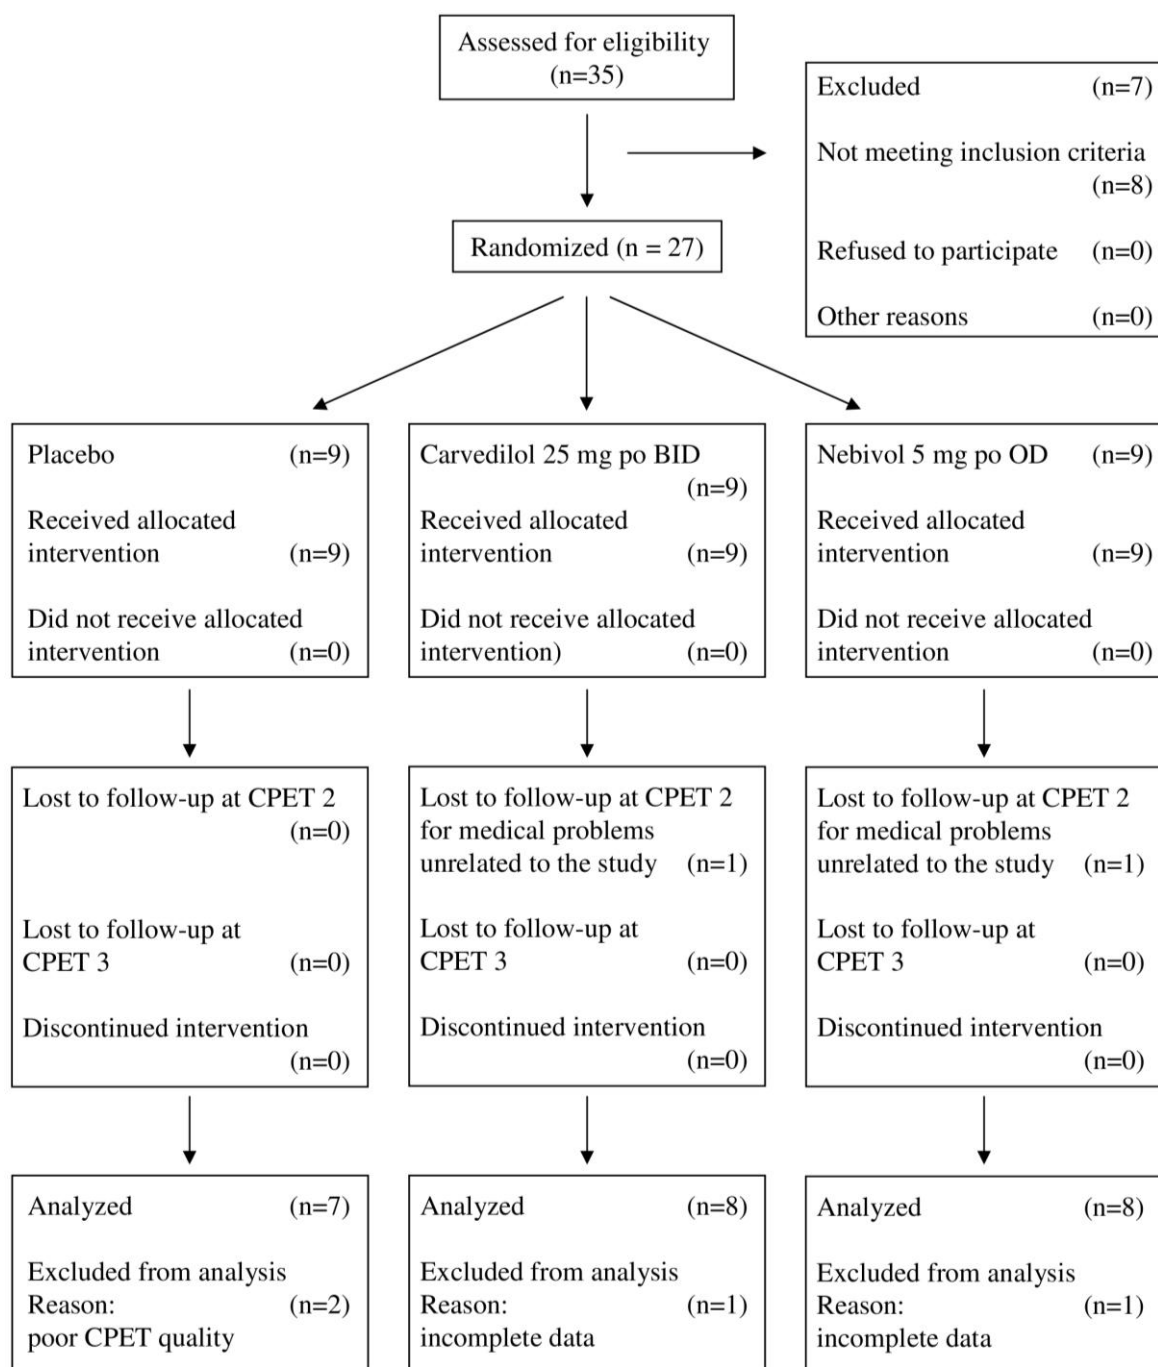 Assessed for eligibility
(n=35)
Excluded (n=7)
Not meeting inclusion criteria
(n=8)
Refused to participate (n=0)
Other reasons (n=0)
Randomized (n = 27)
Placebo (n=9)
Received allocated
intervention (n=9)
Did not receive allocated
intervention (n=0)
Carvedilol 25 mg po BID
(n=9)
Received allocated
intervention (n=9)
Did not receive allocated
intervention) (n=0)
Nebivol 5 mg po OD (n=9)
Received allocated
intervention (n=9)
Did not receive allocated
intervention (n=0)
Lost to follow-up at CPET 2
(n=0)
Lost to follow-up at
CPET 3 (n=0)
Discontinued intervention
(n=0)
Lost to follow-up at CPET 2
for medical problems
unrelated to the study (n=1)
Lost to follow-up at
CPET 3 (n=0)
Discontinued intervention
(n=0)
Lost to follow-up at CPET 2
for medical problems
unrelated to the study (n=1)
Lost to follow-up at
CPET 3 (n=0)
Discontinued intervention
(n=0)
Analyzed (n=7)
Excluded from analysis
Reason: (n=2)
poor CPET quality
Analyzed (n=8)
Excluded from analysis
Reason: (n=1)
incomplete data
Analyzed (n=8)
Excluded from analysis
Reason: (n=1)
incomplete data